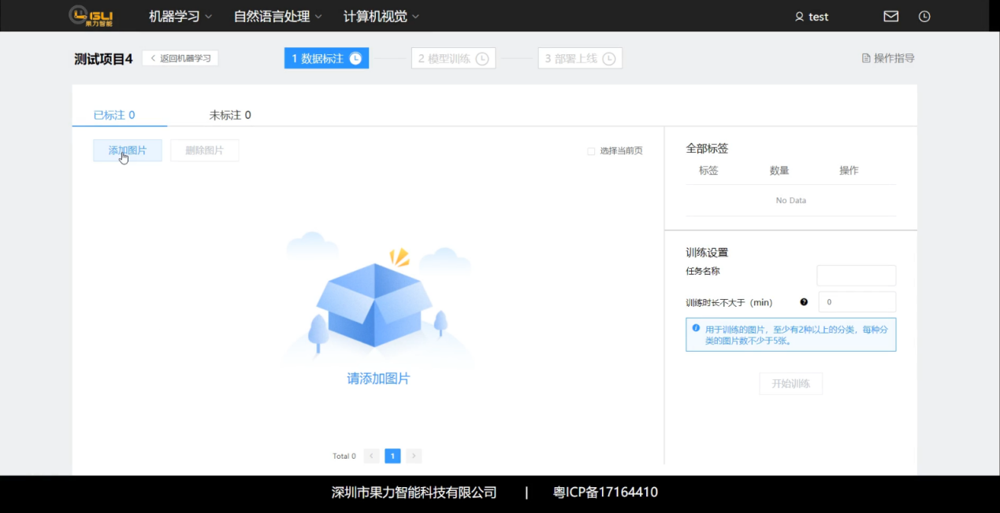 GLI
果力智能
机器学习
自然语言处理
计算机视觉
test
测试项目4
返回机器学习
1 数据标注
2 模型训练
3 部署上线
操作指导
已标注 0
未标注 0
添加图片
删除图片
选择当前页
全部标签
标签 数量 操作
No Data
训练设置
任务名称
训练时长不大于（min）
0
用于训练的图片，至少有2种以上的分类，每种分
类的图片数不少于5张。
开始训练
请添加图片
Total 0
1
深圳市果力智能科技有限公司 | 粤ICP备17164410